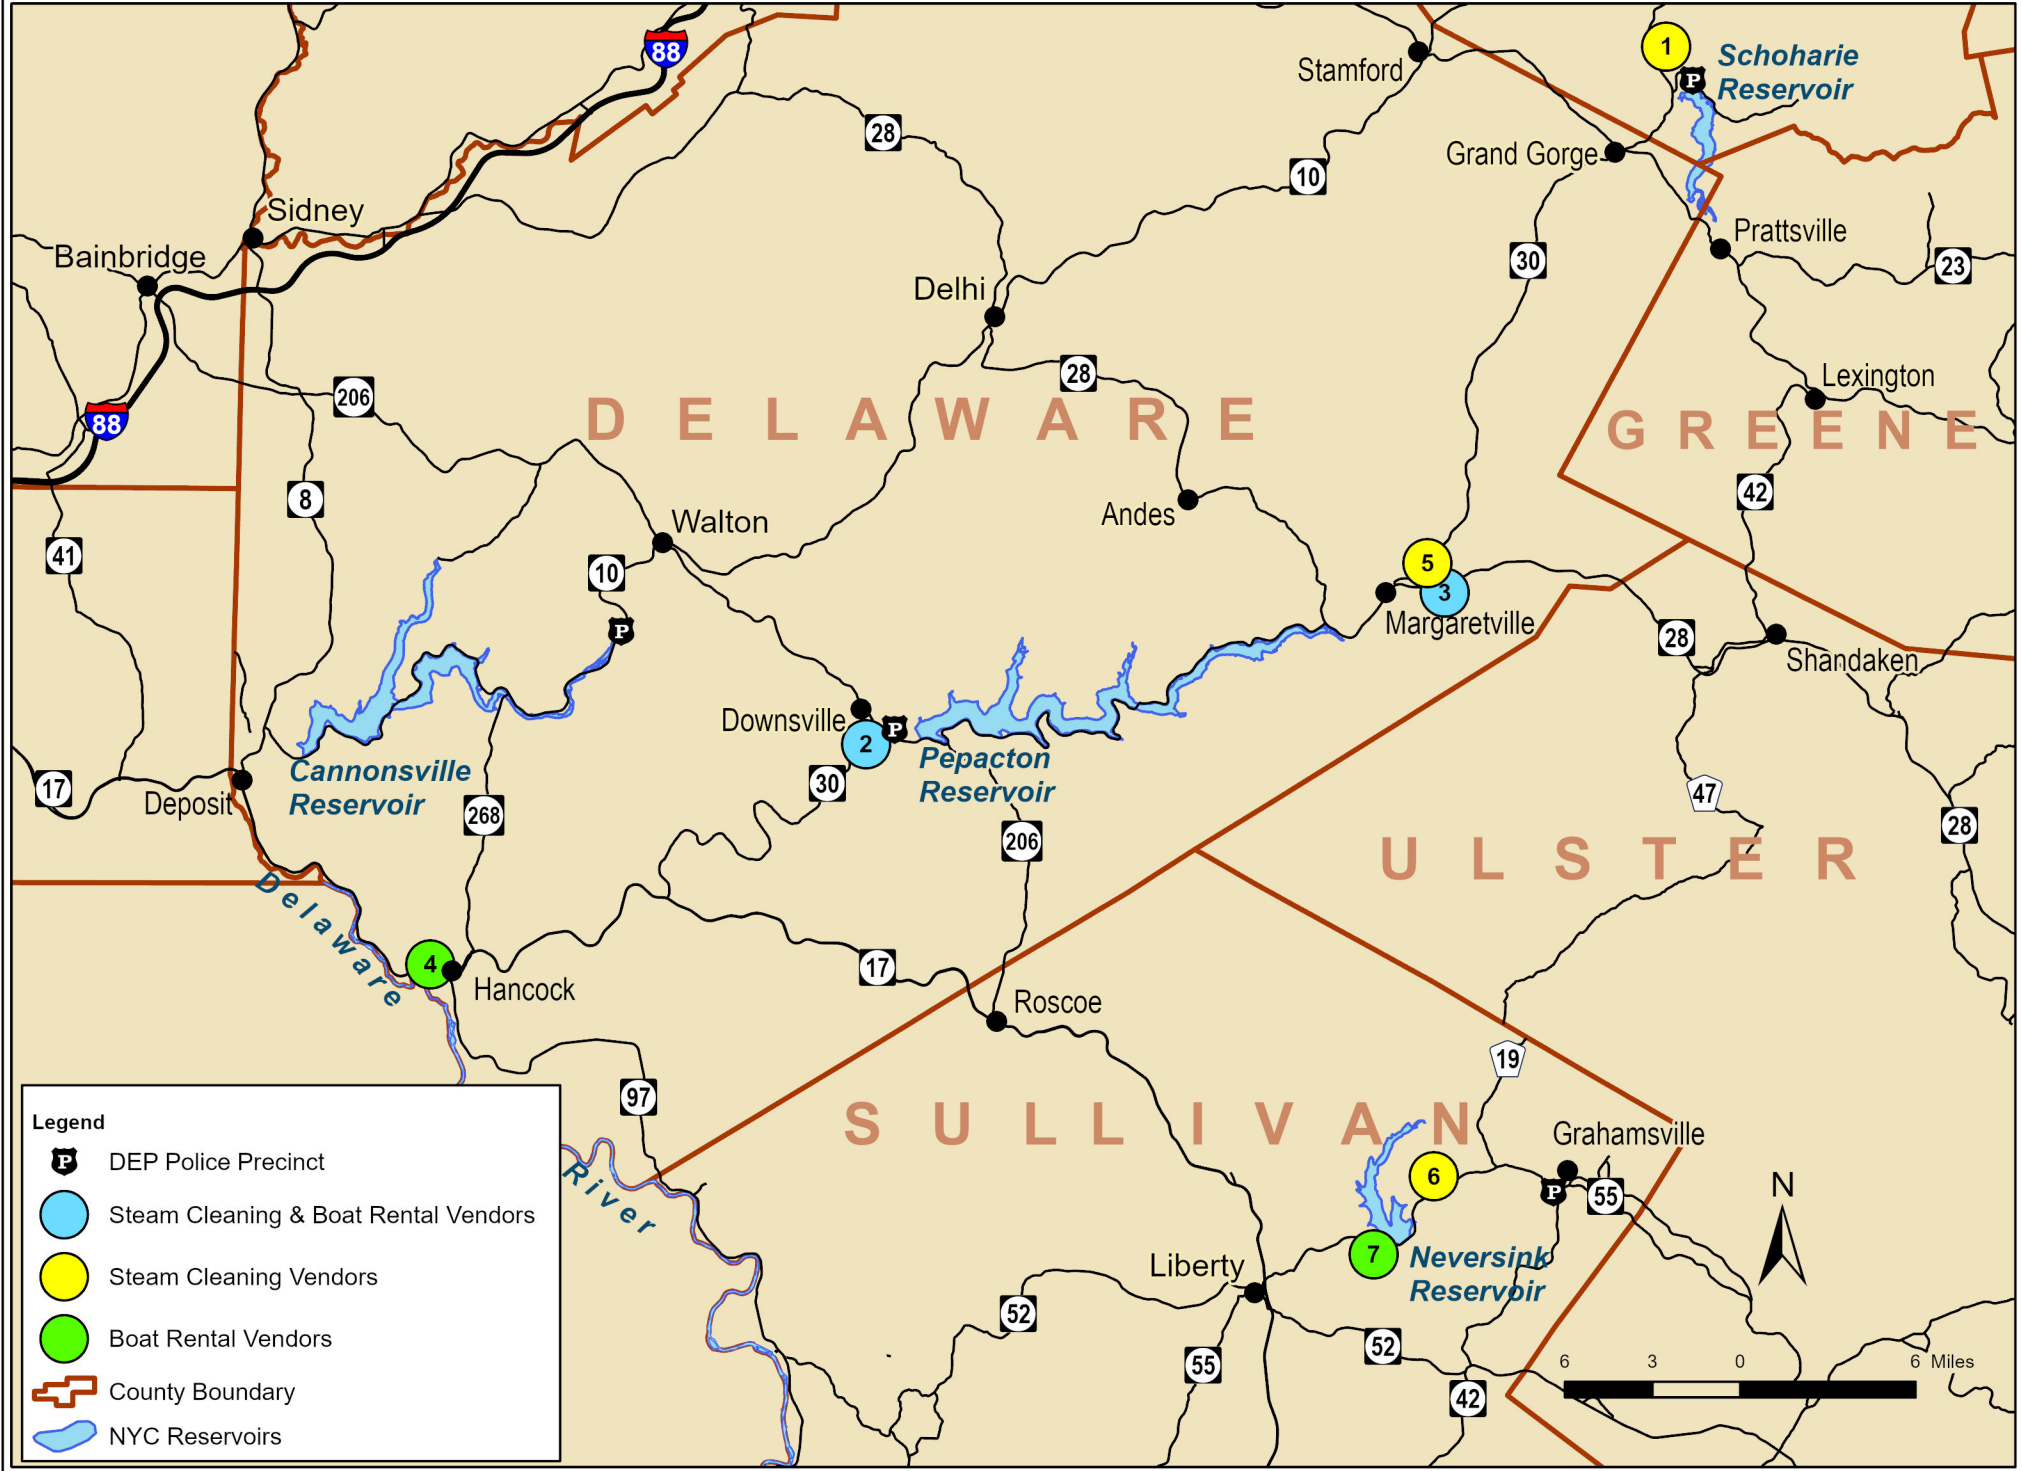 88
Stamford
1
P
Schoharie
Reservoir
28
Grand Gorge
10
Sidney
Prattsville
Bainbridge
30
23
Delhi
28
Lexington
206
88
DELAWARE
GREENE
8
Andes
42
Walton
41
10
5
3
Margaretville
P
28
Shandaken
Downsville
2
P
Pepacton
Reservoir
Cannonsville
Reservoir
17
Deposit
30
47
268
206
28
ULSTER
Delaware
4
Hancock
17
Roscoe
19
97
SULLIVAN
Grahamsville
6
P
55
River
N
Liberty
7
Neversink
Reservoir
52
52
55
42
6 3 0 6 Miles
Legend
P DEP Police Precinct
Steam Cleaning & Boat Rental Vendors
Steam Cleaning Vendors
Boat Rental Vendors
County Boundary
NYC Reservoirs